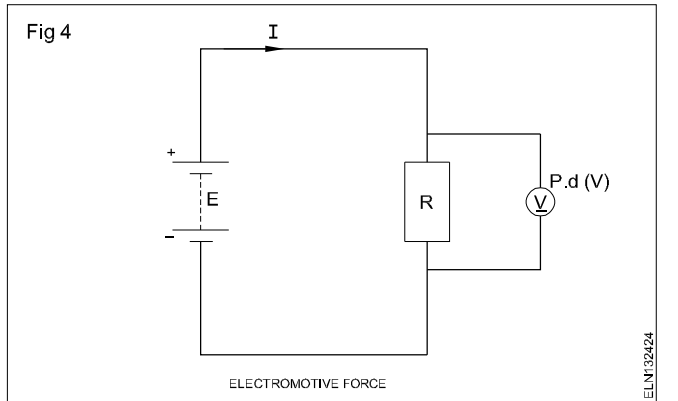 Fig 4
I
+
E
–
R
P.d (V)
V
ELECTROMOTIVE FORCE
ELN132424